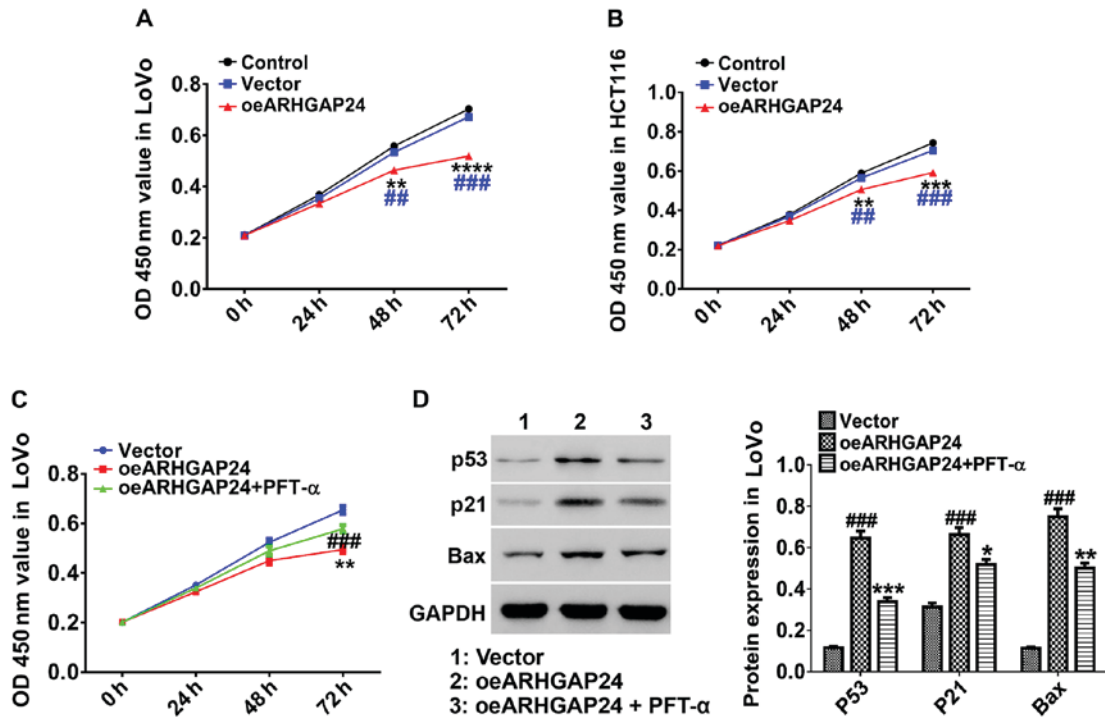 A
Control
Vector
oeARHGAP24
OD 450 nm value in LoVo
0.8
0.6
0.4
0.2
0.0
**
##
****
###
0 h
24 h
48 h
72 h
B
Control
Vector
oeARHGAP24
OD 450 nm value in HCT116
1.0
0.8
0.6
0.4
0.2
0.0
**
##
***
###
0 h
24 h
48 h
72 h
C
Vector
oeARHGAP24
oeARHGAP24+PFT-α
OD 450 nm value in LoVo
0.8
0.6
0.4
0.2
0.0
###
**
0 h
24 h
48 h
72 h
D
1 2 3
p53
p21
Bax
GAPDH
1: Vector
2: oeARHGAP24
3: oeARHGAP24 + PFT-α
Vector
oeARHGAP24
oeARHGAP24+PFT-α
Protein expression in LoVo
0.8
0.6
0.4
0.2
0.0
###
***
###
*
###
**
P53
P21
Bax